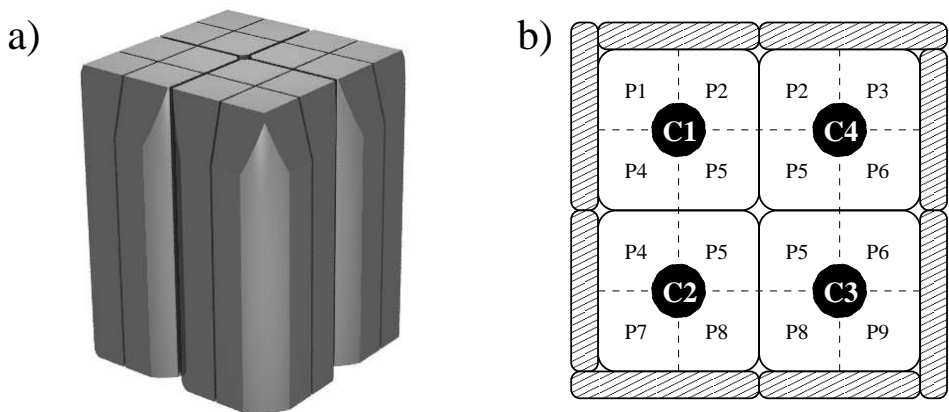 a)
b)
P1 P2 P2 P3
C1 C4
P4 P5 P5 P6
P4 P5 P5 P6
C2 C3
P7 P8 P8 P9